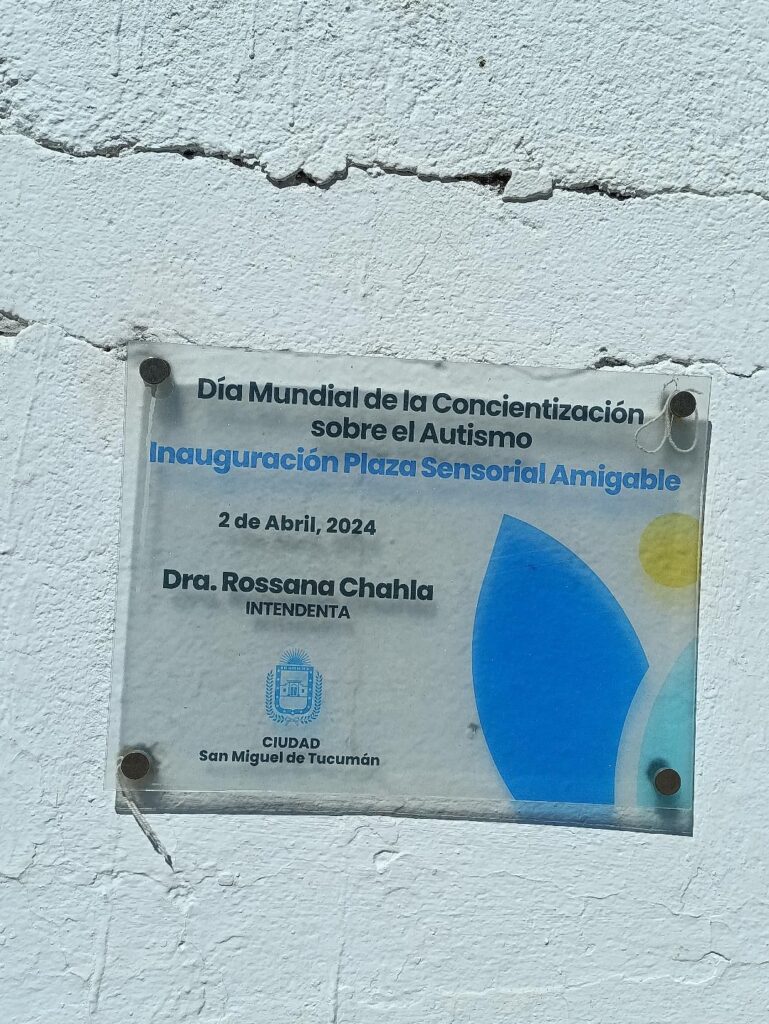 Día Mundial de la Concientización
sobre el Autismo
Inauguración Plaza Sensorial Amigable
2 de Abril, 2024
Dra. Rossana Chahla
INTENDENTA
CIUDAD
San Miguel de Tucumán